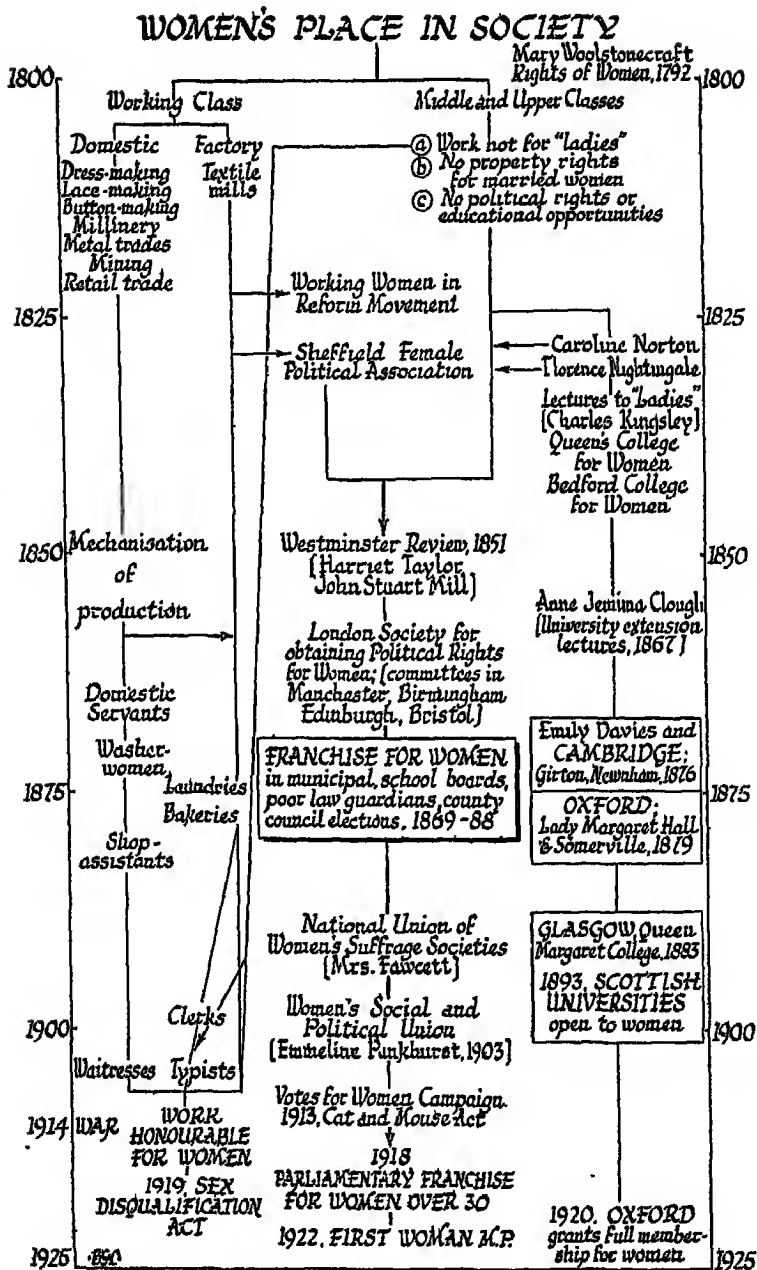 WOMEN'S PLACE IN SOCIETY
Mary Woolstonecraft
Rights of Women, 1792
1800
1800
Working Class
Middle and Upper Classes
Domestic
Dress-making
Lace-making
Button-making
Millinery
Metal trades
Mining
Retail trade
Factory
Textile
mills
(a) Work not for "ladies"
(b) No property rights
for married women
(c) No political rights or
educational opportunities
Working Women in
Reform Movement
1825
1825
Sheffield Female
Political Association
Caroline Norton
Florence Nightingale
Lectures to "Ladies"
[Charles Kingsley]
Queen's College
for Women
Bedford College
for Women
1850
1850
Mechanisation
of
production
Westminster Review, 1851
[Harriet Taylor
John Stuart Mill]
Anne Jemima Clough
[University extension
lectures, 1867]
London Society for
obtaining Political Rights
for Women; [committees in
Manchester, Birmingham
Edinburgh, Bristol]
Domestic
Servants
Washer-
women
Laundries
Bakeries
Shop-
assistants
1875
1875
FRANCHISE FOR WOMEN
in municipal, school boards,
poor law guardians, county
council elections. 1869-88
Emily Davies and
CAMBRIDGE:
Girton, Newnham, 1876
OXFORD:
Lady Margaret Hall
& Somerville, 1879
National Union of
Women's Suffrage Societies
[Mrs. Fawcett]
GLASGOW, Queen
Margaret College, 1883
1893, SCOTTISH
UNIVERSITIES
open to women
Women's Social and
Political Union
[Emmeline Pankhurst, 1903]
1900
1900
Clerks
Waitresses
Typists
Votes for Women Campaign
1913, Cat and Mouse Act
1914 WAR
WORK
HONOURABLE
FOR WOMEN
1919, SEX
DISQUALIFICATION
ACT
1918
PARLIAMENTARY FRANCHISE
FOR WOMEN OVER 30
1922, FIRST WOMAN M.P.
1920, OXFORD
grants full member-
ship for women
1925
1925